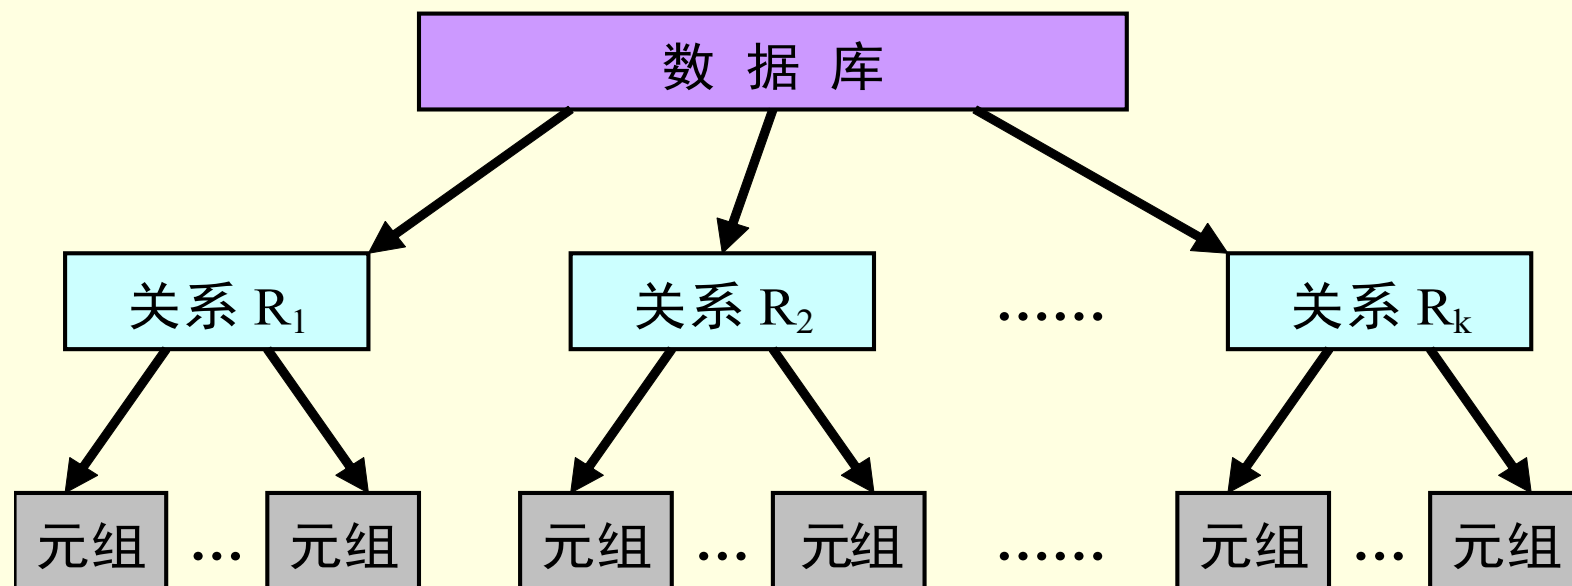 数 据 库
关系 R₁ 关系 R₂ ...... 关系 Rₖ
元组 ... 元组 元组 ... 元组 ...... 元组 ... 元组